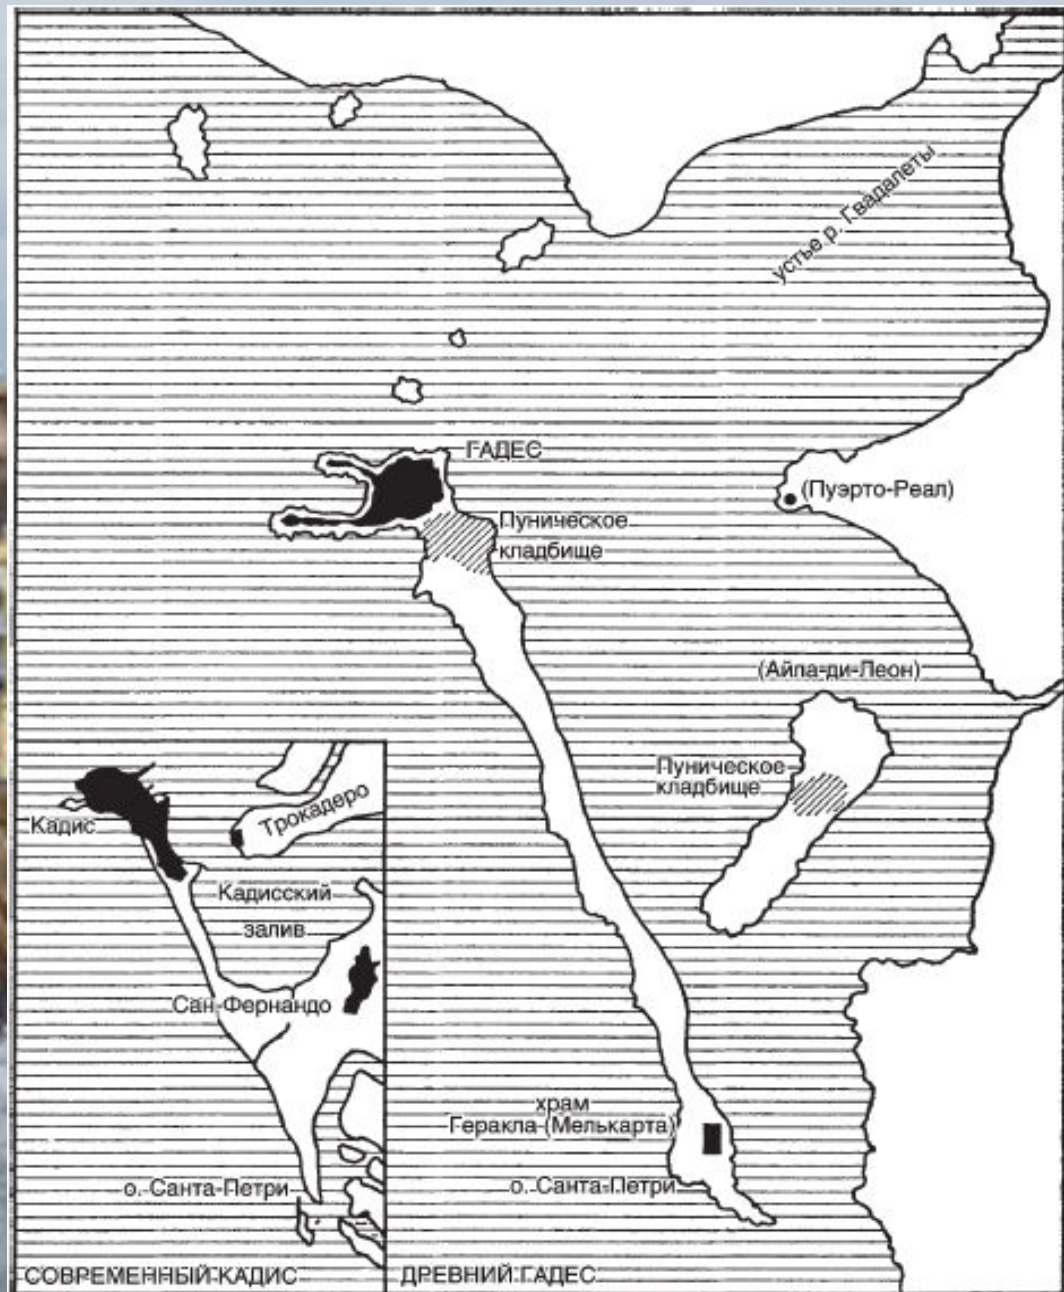 устье р. Гвадалеты
ГАДЕС
(Пуэрто-Реал)
Пуническое
кладбище
(Айла-ди-Леон)
Пуническое
кладбище
Трокадеро
Кадис
Кадисский
залив
Сан-Фернандо
храм
Геракла (Мелькарта)
о. Санта-Петри
о. Санта-Петри
СОВРЕМЕННЫЙ КАДИС
ДРЕВНИЙ ГАДЕС